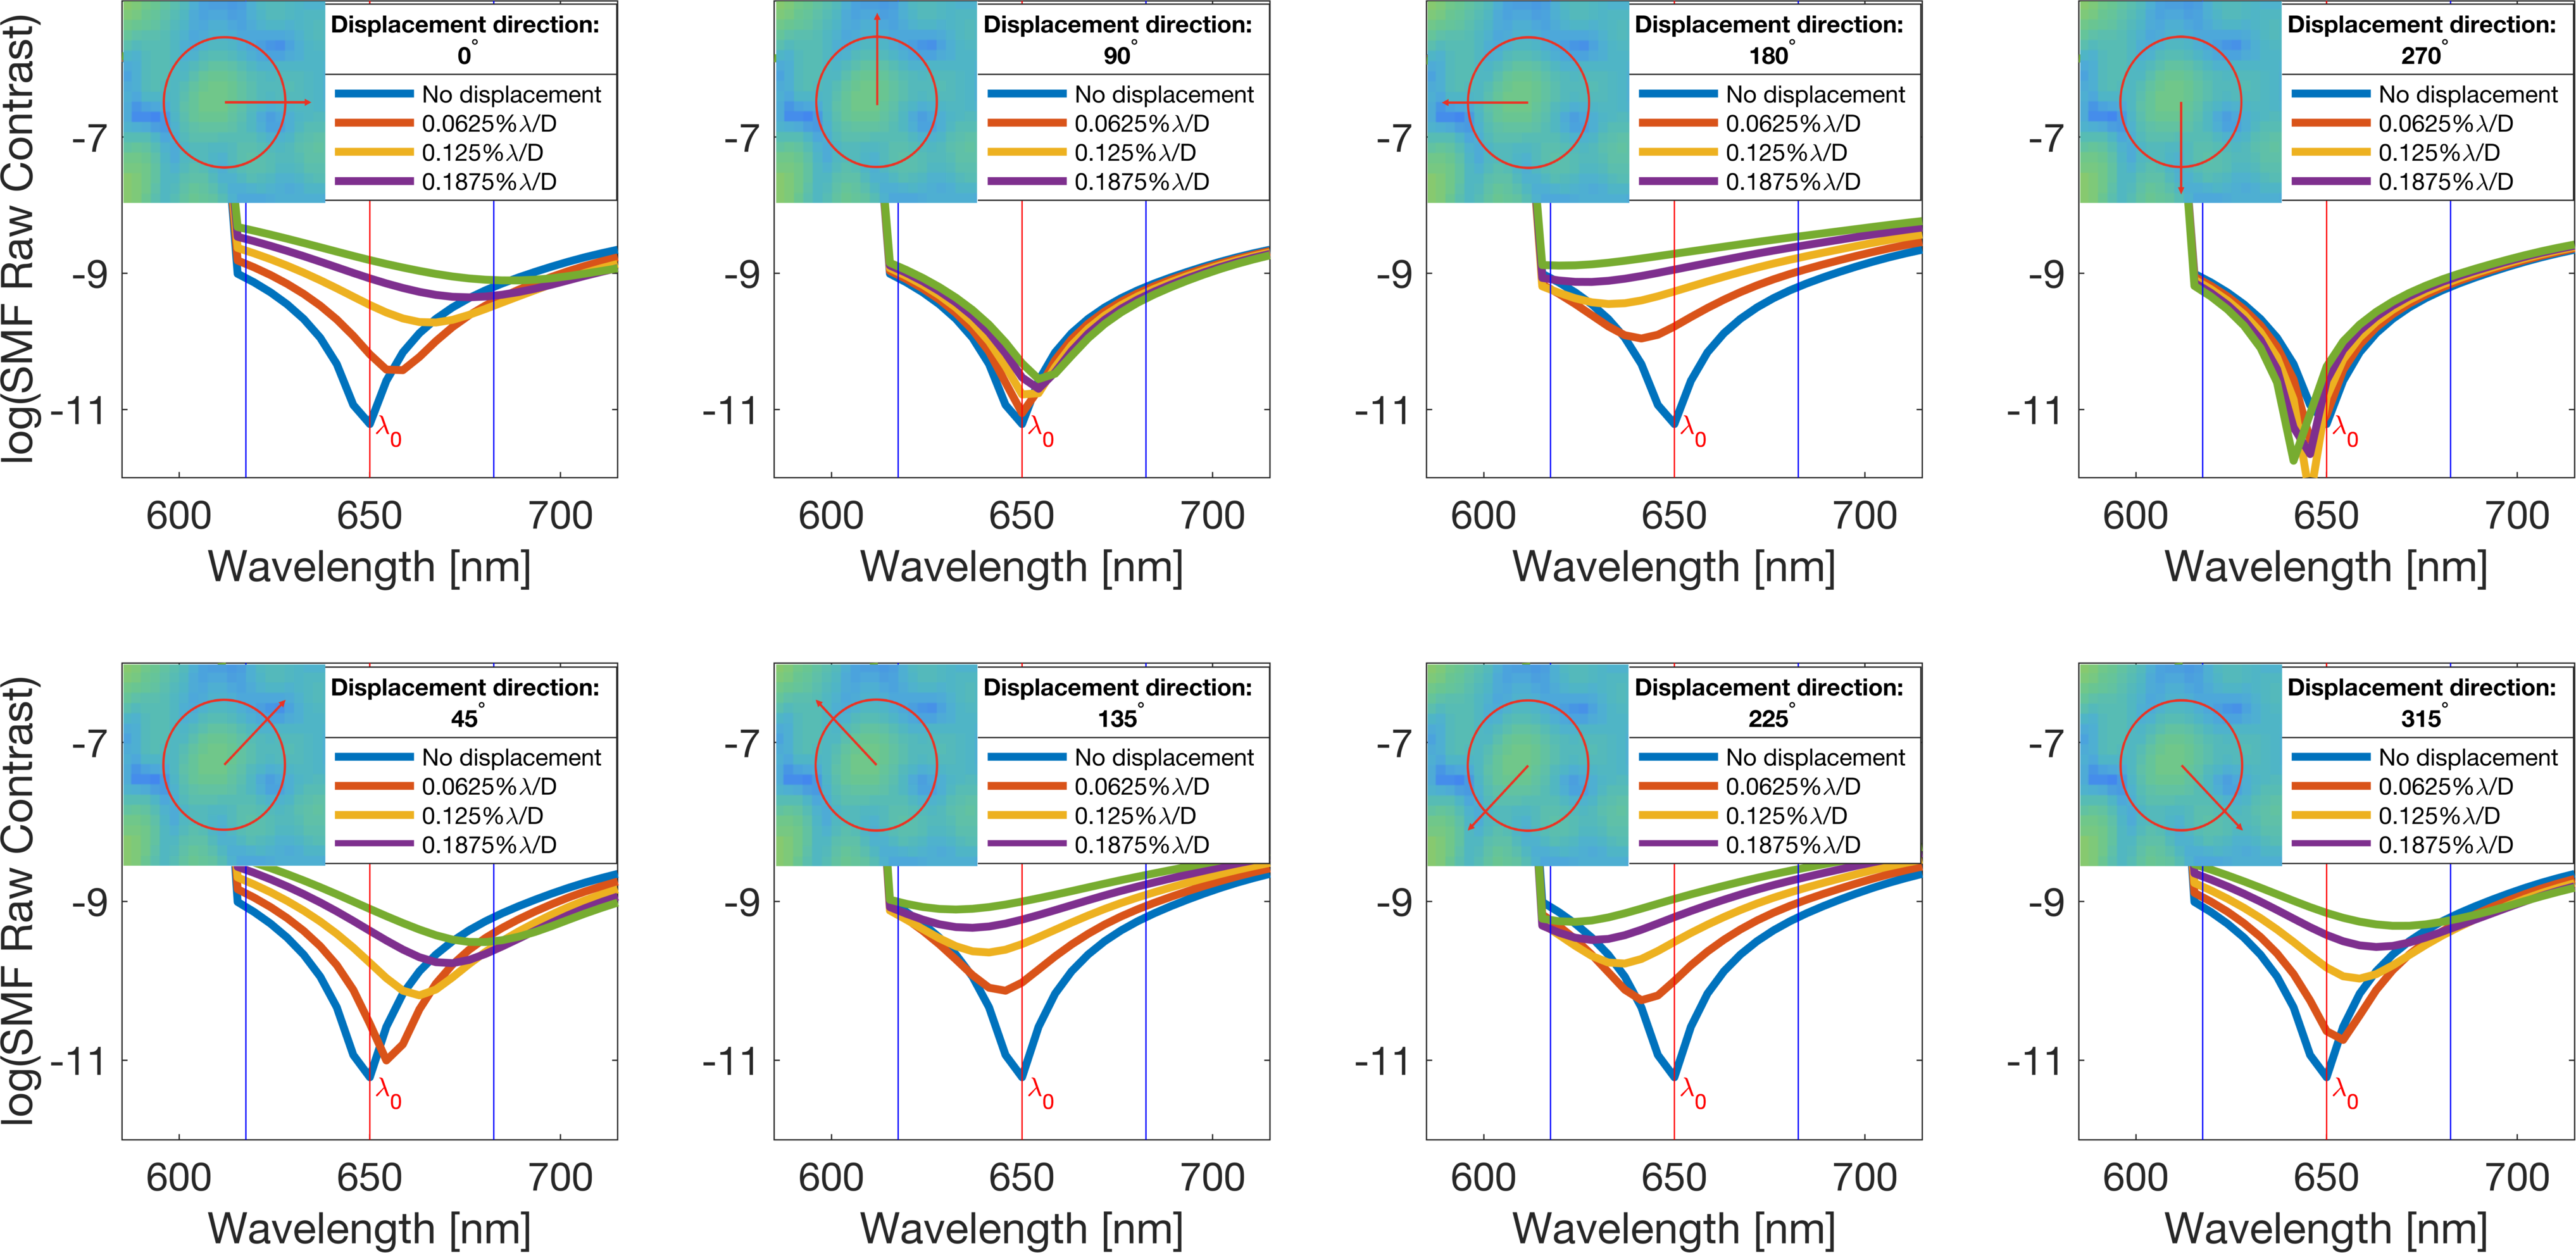 log(SMF Raw Contrast)
-7
-9
-11
Displacement direction:
0°
No displacement
0.0625%λ/D
0.125%λ/D
0.1875%λ/D
λ0
600 650 700
Wavelength [nm]
-7
-9
-11
Displacement direction:
90°
No displacement
0.0625%λ/D
0.125%λ/D
0.1875%λ/D
λ0
600 650 700
Wavelength [nm]
-7
-9
-11
Displacement direction:
180°
No displacement
0.0625%λ/D
0.125%λ/D
0.1875%λ/D
λ0
600 650 700
Wavelength [nm]
-7
-9
-11
Displacement direction:
270°
No displacement
0.0625%λ/D
0.125%λ/D
0.1875%λ/D
λ0
600 650 700
Wavelength [nm]
log(SMF Raw Contrast)
-7
-9
-11
Displacement direction:
45°
No displacement
0.0625%λ/D
0.125%λ/D
0.1875%λ/D
λ0
600 650 700
Wavelength [nm]
-7
-9
-11
Displacement direction:
135°
No displacement
0.0625%λ/D
0.125%λ/D
0.1875%λ/D
λ0
600 650 700
Wavelength [nm]
-7
-9
-11
Displacement direction:
225°
No displacement
0.0625%λ/D
0.125%λ/D
0.1875%λ/D
λ0
600 650 700
Wavelength [nm]
-7
-9
-11
Displacement direction:
315°
No displacement
0.0625%λ/D
0.125%λ/D
0.1875%λ/D
λ0
600 650 700
Wavelength [nm]